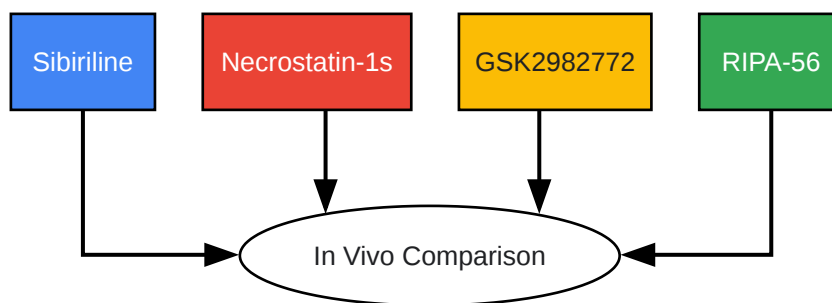 Sibiriline
Necrostatin-1s
GSK2982772
RIPA-56
In Vivo Comparison